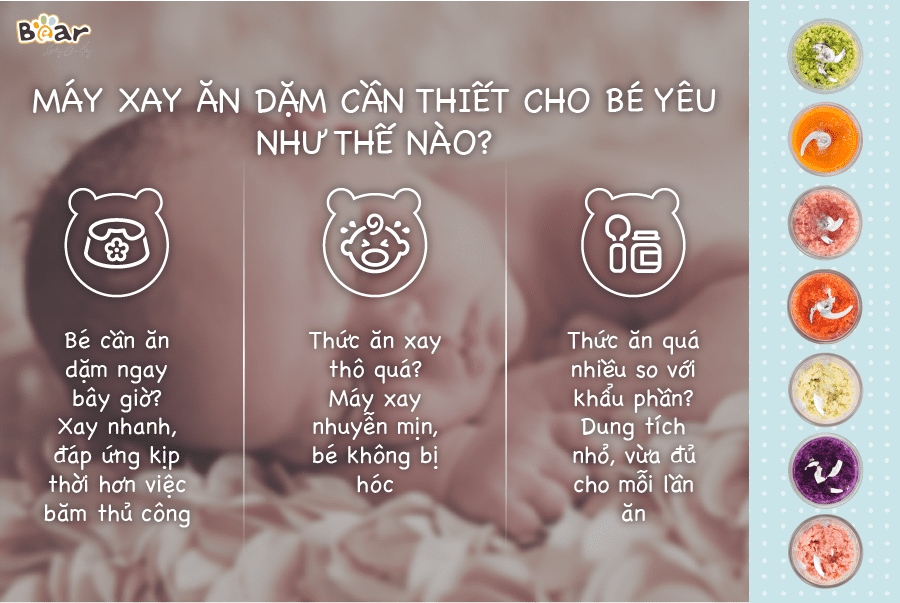 Bear
MÁY XAY ĂN DẶM CẦN THIẾT CHO BÉ YÊU
NHƯ THẾ NÀO?
Bé cần ăn
dặm ngay
bây giờ?
Xay nhanh,
đáp ứng kịp
thời hơn việc
băm thủ công
Thức ăn xay
thô quá?
Máy xay
nhuyễn mịn,
bé không bị
hóc
Thức ăn quá
nhiều so với
khẩu phần?
Dung tích
nhỏ, vừa đủ
cho mỗi lần
ăn